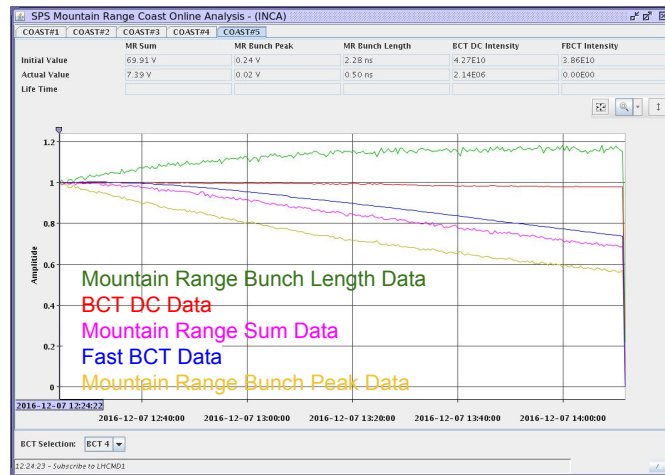 SPS Mountain Range Coast Online Analysis - (INCA)
COAST#1 COAST#2 COAST#3 COAST#4 COAST#5
MR Sum MR Bunch Peak MR Bunch Length BCT DC Intensity FBCT Intensity
Initial Value 69.91 V 0.24 V 2.28 ns 4.27E10 3.86E10
Actual Value 7.39 V 0.02 V 0.50 ns 2.14E06 0.00E00
Life Time
1.2
1
0.8
0.6
0.4
0.2
0
Amplitide
Mountain Range Bunch Length Data
BCT DC Data
Mountain Range Sum Data
Fast BCT Data
Mountain Range Bunch Peak Data
2016-12-07 12:24:22
2016-12-07 12:40:00 2016-12-07 13:00:00 2016-12-07 13:20:00 2016-12-07 13:40:00 2016-12-07 14:00:00
BCT Selection: BCT 4
12:24:23 - Subscribe to LHCMD1